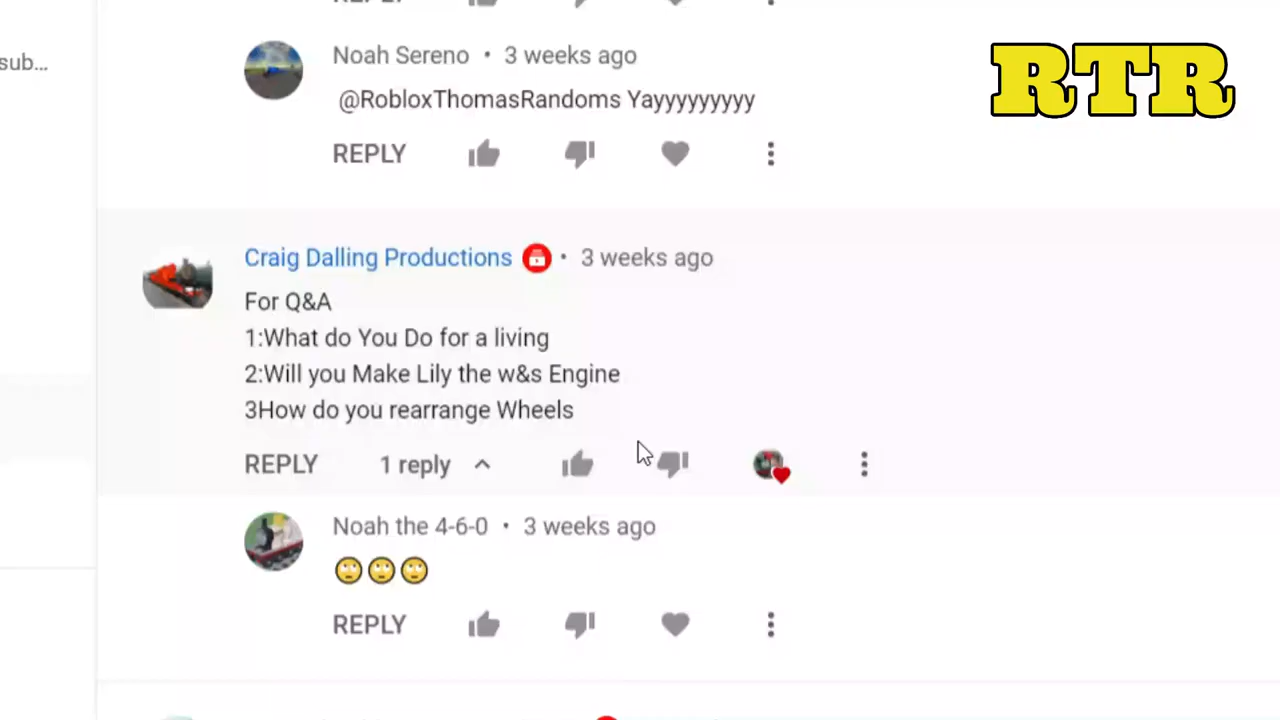 REPLY
sub...
Noah Sereno • 3 weeks ago
RTR
@RobloxThomasRandoms Yayyyyyyyyy
REPLY
Craig Dalling Productions • 3 weeks ago
For Q&A
1:What do You Do for a living
2:Will you Make Lily the w&s Engine
3How do you rearrange Wheels
REPLY 1 reply
Noah the 4-6-0 • 3 weeks ago
🙄🙄🙄
REPLY